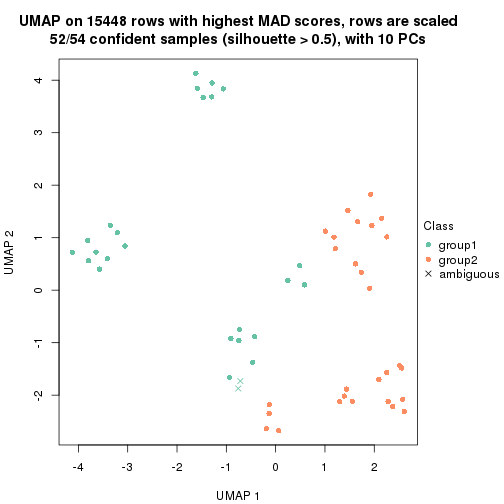 UMAP on 15448 rows with highest MAD scores, rows are scaled
52/54 confident samples (silhouette > 0.5), with 10 PCs
4
3
2
1
0
-1
-2
UMAP 2
-4
-3
-2
-1
0
1
2
UMAP 1
Class
group1
group2
ambiguous